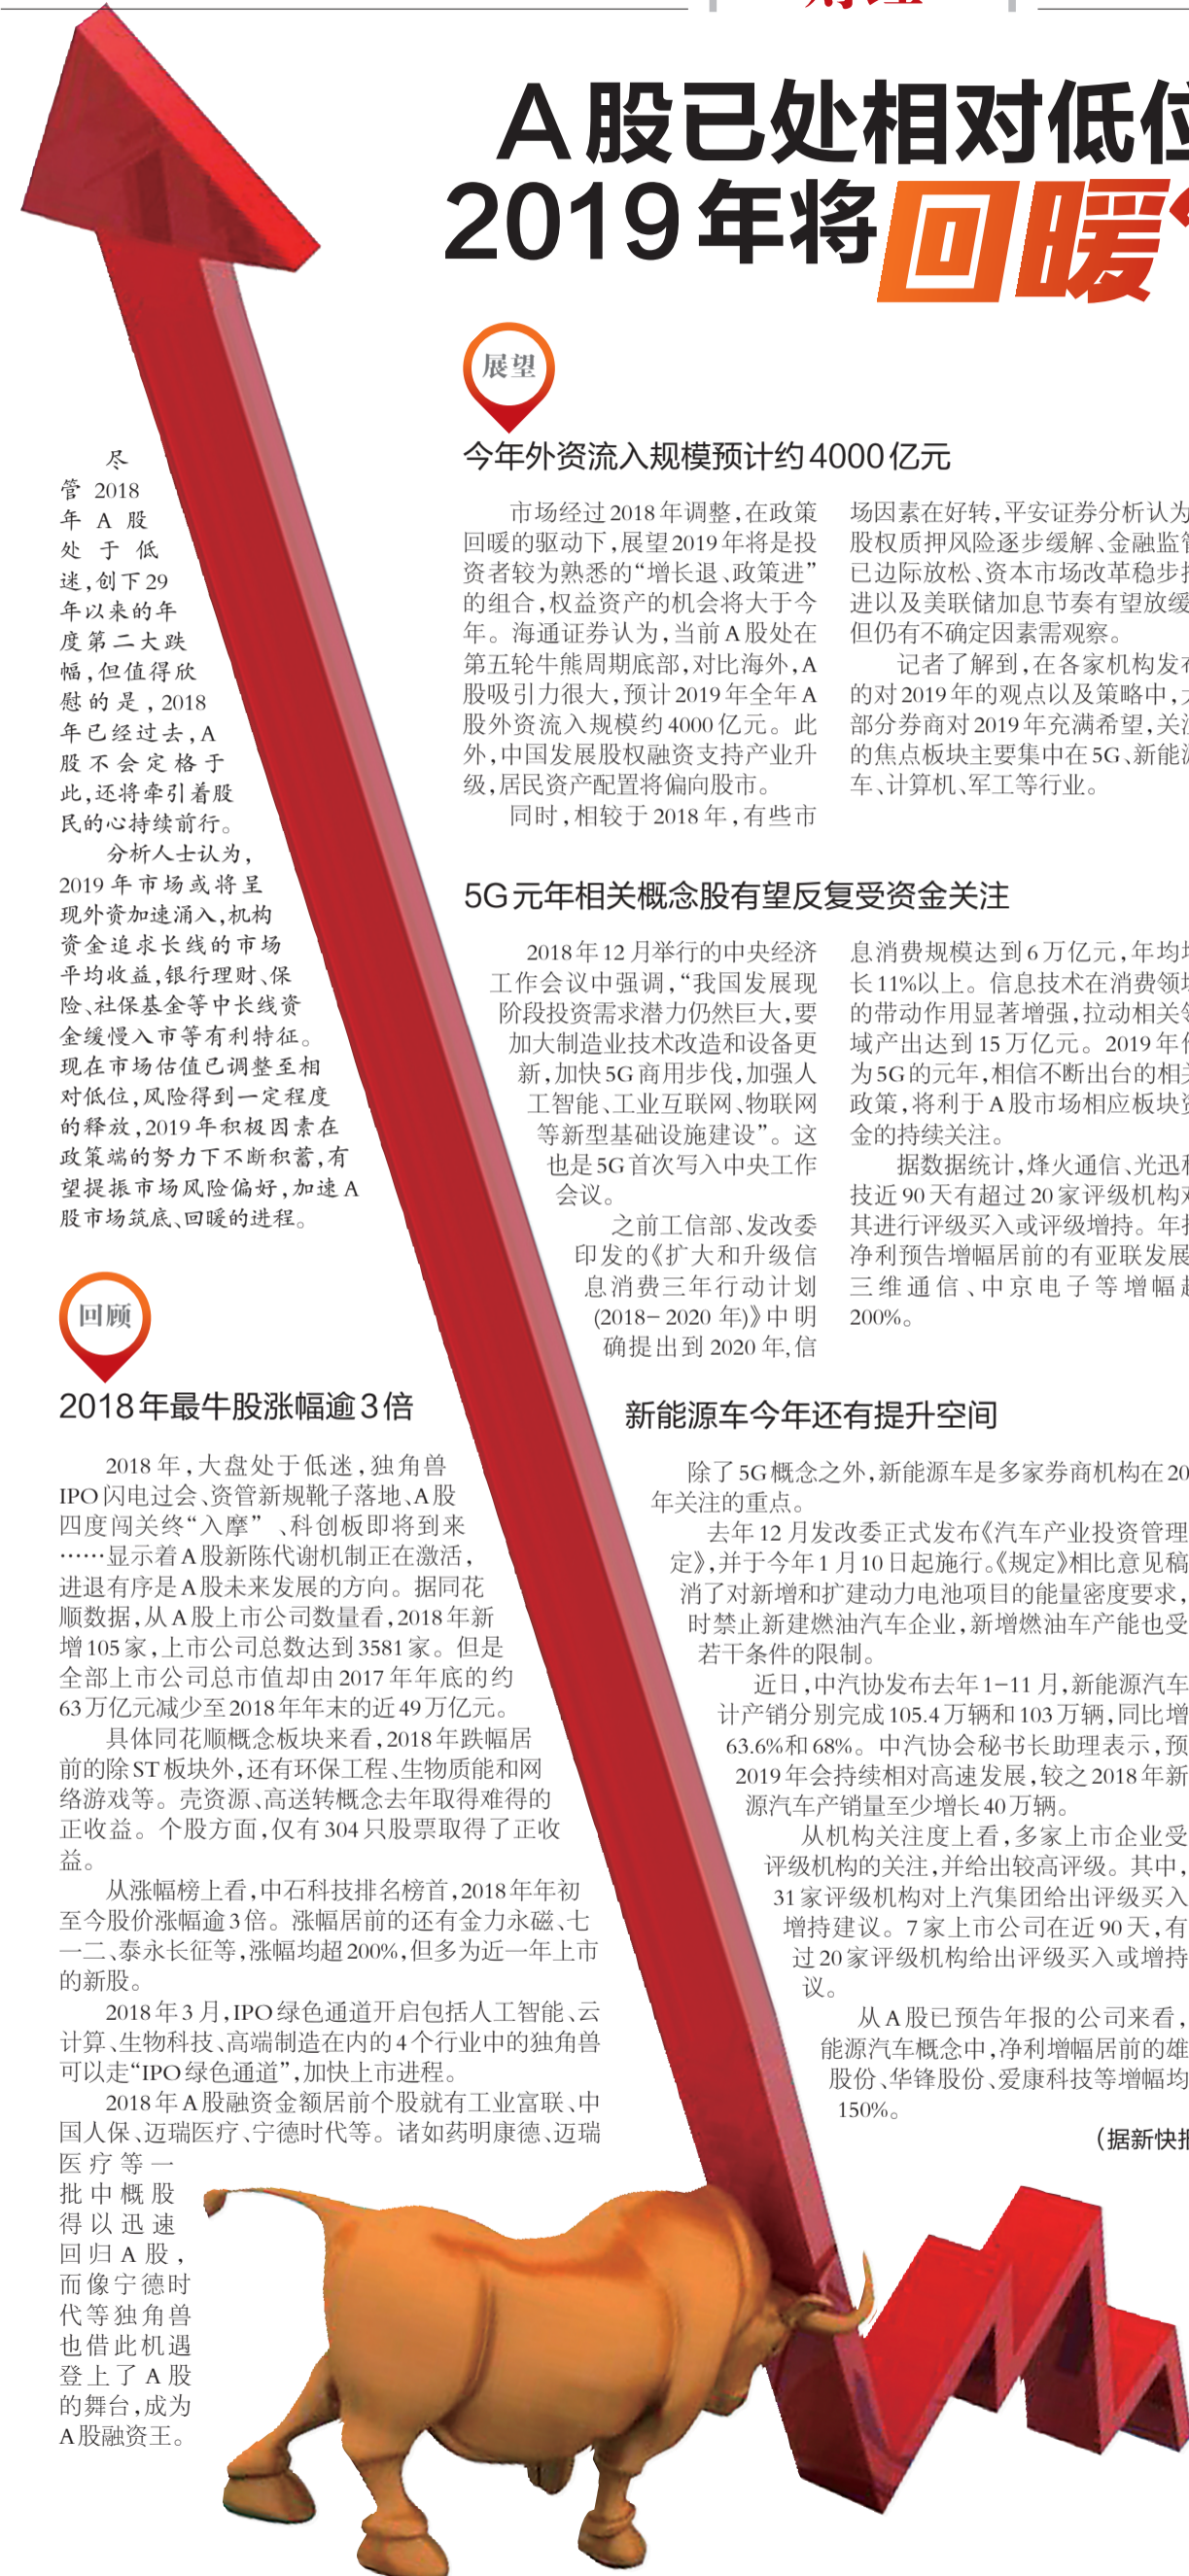 A股已处相对低位
2019年将回暖
尽
管 2018
年 A 股
处 于 低
迷,创下29
年以来的年
度第二大跌
幅,但值得欣
慰的是,2018
年已经过去,A
股不会定格于
此,还将牵引着股
民的心持续前行。
分析人士认为,
2019年市场或将呈
现外资加速涌入,机构
资金追求长线的市场
平均收益,银行理财、保
险、社保基金等中长线资
金缓慢入市等有利特征。
现在市场估值已调整至相
对低位,风险得到一定程度
的释放,2019年积极因素在
政策端的努力下不断积蓄,有
望提振市场风险偏好,加速A
股市场筑底、回暖的进程。
回顾
2018年最牛股涨幅逾3倍
2018年,大盘处于低迷,独角兽
IPO闪电过会、资管新规靴子落地、A股
四度闯关终“入摩”、科创板即将到来
……显示着A股新陈代谢机制正在激活,
进退有序是A股未来发展的方向。据同花
顺数据,从A股上市公司数量看,2018年新
增105家,上市公司总数达到3581家。但是
全部上市公司总市值却由2017年年底的约
63万亿元减少至2018年年末的近49万亿元。
具体同花顺概念板块来看,2018年跌幅居
前的除ST板块外,还有环保工程、生物质能和网
络游戏等。壳资源、高送转概念去年取得难得的
正收益。个股方面,仅有304只股票取得了正收
益。
从涨幅榜上看,中石科技排名榜首,2018年年初
至今股价涨幅逾3倍。涨幅居前的还有金力永磁、七
一二、泰永长征等,涨幅均超200%,但多为近一年上市
的新股。
2018年3月,IPO绿色通道开启包括人工智能、云
计算、生物科技、高端制造在内的4个行业中的独角兽
可以走“IPO绿色通道”,加快上市进程。
2018年A股融资金额居前个股就有工业富联、中
国人保、迈瑞医疗、宁德时代等。诸如药明康德、迈瑞
医疗等一
批中概股
得以迅速
回归A股,
而像宁德时
代等独角兽
也借此机遇
登上了A股
的舞台,成为
A股融资王。
展望
今年外资流入规模预计约4000亿元
市场经过2018年调整,在政策
回暖的驱动下,展望2019年将是投
资者较为熟悉的“增长退、政策进”
的组合,权益资产的机会将大于今
年。海通证券认为,当前A股处在
第五轮牛熊周期底部,对比海外,A
股吸引力很大,预计2019年全年A
股外资流入规模约4000亿元。此
外,中国发展股权融资支持产业升
级,居民资产配置将偏向股市。
同时,相较于2018年,有些市
场因素在好转,平安证券分析认为
股权质押风险逐步缓解、金融监管
已边际放松、资本市场改革稳步推
进以及美联储加息节奏有望放缓
但仍有不确定因素需观察。
记者了解到,在各家机构发布
的对2019年的观点以及策略中,大
部分券商对2019年充满希望,关注
的焦点板块主要集中在5G、新能源
车、计算机、军工等行业。
5G元年相关概念股有望反复受资金关注
2018年12月举行的中央经济
工作会议中强调,“我国发展现
阶段投资需求潜力仍然巨大,要
加大制造业技术改造和设备更
新,加快5G商用步伐,加强人
工智能、工业互联网、物联网
等新型基础设施建设”。这
也是5G首次写入中央工作
会议。
之前工信部、发改委
印发的《扩大和升级信
息消费三年行动计划
(2018-2020年)》中明
确提出到2020年,信
息消费规模达到6万亿元,年均增
长11%以上。信息技术在消费领域
的带动作用显著增强,拉动相关领
域产出达到15万亿元。2019年作
为5G的元年,相信不断出台的相关
政策,将利于A股市场相应板块资
金的持续关注。
据数据统计,烽火通信、光迅科
技近90天有超过20家评级机构对
其进行评级买入或评级增持。年报
净利预告增幅居前的有亚联发展
三维通信、中京电子等增幅超
200%。
新能源车今年还有提升空间
除了5G概念之外,新能源车是多家券商机构在20
年关注的重点。
去年12月发改委正式发布《汽车产业投资管理
定》,并于今年1月10日起施行。《规定》相比意见稿
消了对新增和扩建动力电池项目的能量密度要求,
时禁止新建燃油汽车企业,新增燃油车产能也受
若干条件的限制。
近日,中汽协发布去年1-11月,新能源汽车
计产销分别完成105.4万辆和103万辆,同比增
63.6%和68%。中汽协会秘书长助理表示,预
2019年会持续相对高速发展,较之2018年新
源汽车产销量至少增长40万辆。
从机构关注度上看,多家上市企业受
评级机构的关注,并给出较高评级。其中,
31家评级机构对上汽集团给出评级买入
增持建议。7家上市公司在近90天,有
过20家评级机构给出评级买入或增持
议。
从A股已预告年报的公司来看,
能源汽车概念中,净利增幅居前的雄
股份、华锋股份、爱康科技等增幅均
150%。
(据新快报